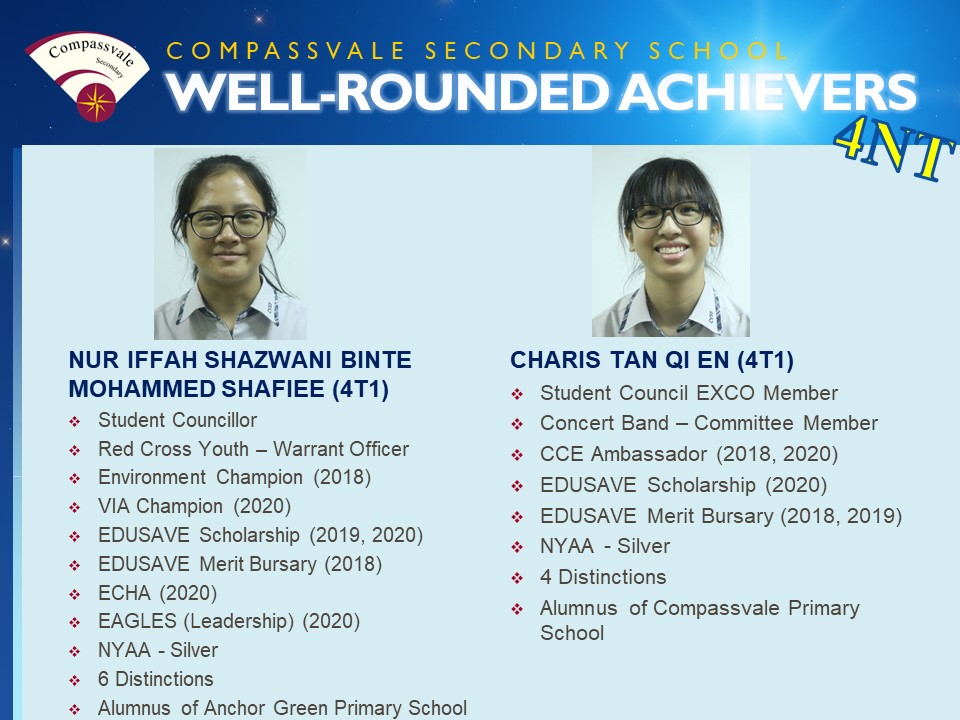 Compassvale
Secondary
COMPASSVALE SECONDARY SCHOOL
WELL-ROUNDED ACHIEVERS
4NT
NUR IFFAH SHAZWANI BINTE
MOHAMMED SHAFIEE (4T1)
❖ Student Councillor
❖ Red Cross Youth – Warrant Officer
❖ Environment Champion (2018)
❖ VIA Champion (2020)
❖ EDUSAVE Scholarship (2019, 2020)
❖ EDUSAVE Merit Bursary (2018)
❖ ECHA (2020)
❖ EAGLES (Leadership) (2020)
❖ NYAA - Silver
❖ 6 Distinctions
❖ Alumnus of Anchor Green Primary School
CHARIS TAN QI EN (4T1)
❖ Student Council EXCO Member
❖ Concert Band – Committee Member
❖ CCE Ambassador (2018, 2020)
❖ EDUSAVE Scholarship (2020)
❖ EDUSAVE Merit Bursary (2018, 2019)
❖ NYAA - Silver
❖ 4 Distinctions
❖ Alumnus of Compassvale Primary
School